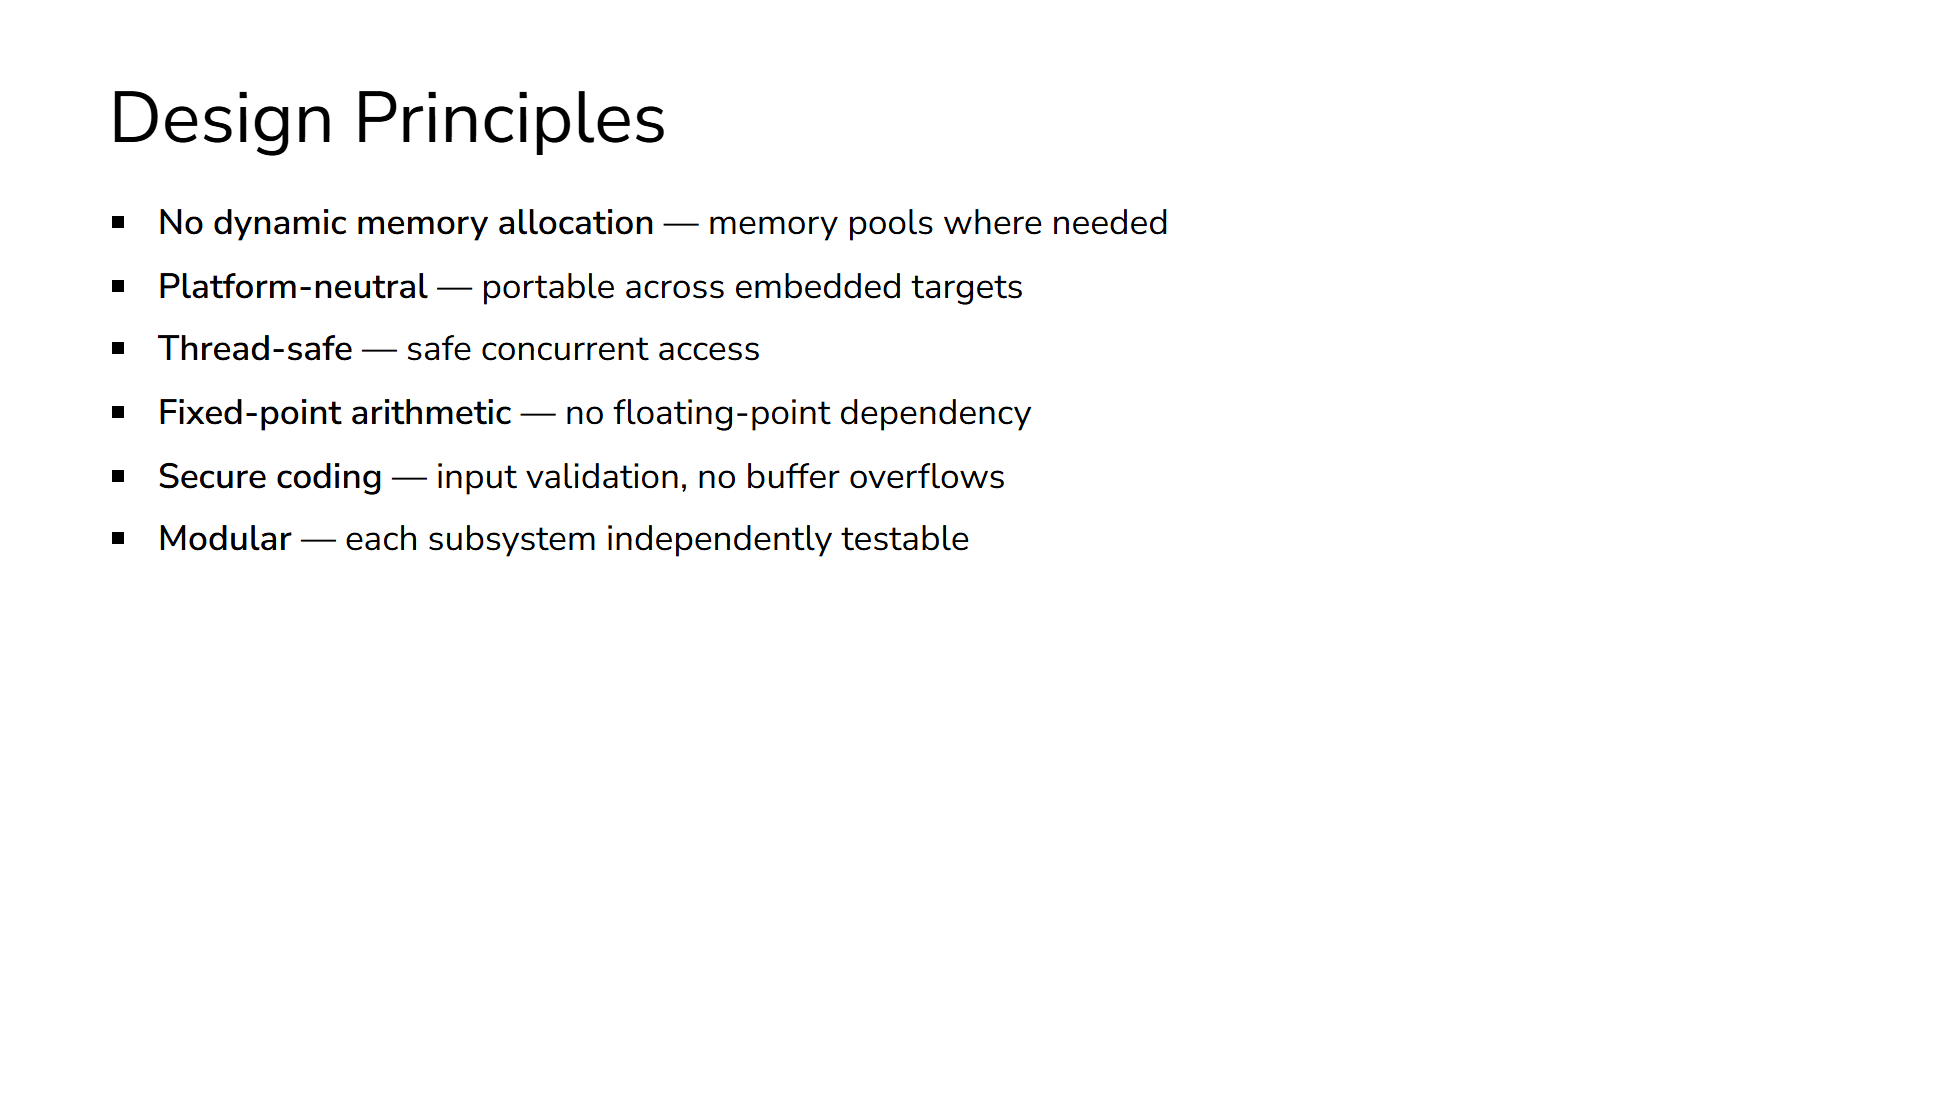 Design Principles
▪ No dynamic memory allocation — memory pools where needed
▪ Platform-neutral — portable across embedded targets
▪ Thread-safe — safe concurrent access
▪ Fixed-point arithmetic — no floating-point dependency
▪ Secure coding — input validation, no buffer overflows
▪ Modular — each subsystem independently testable